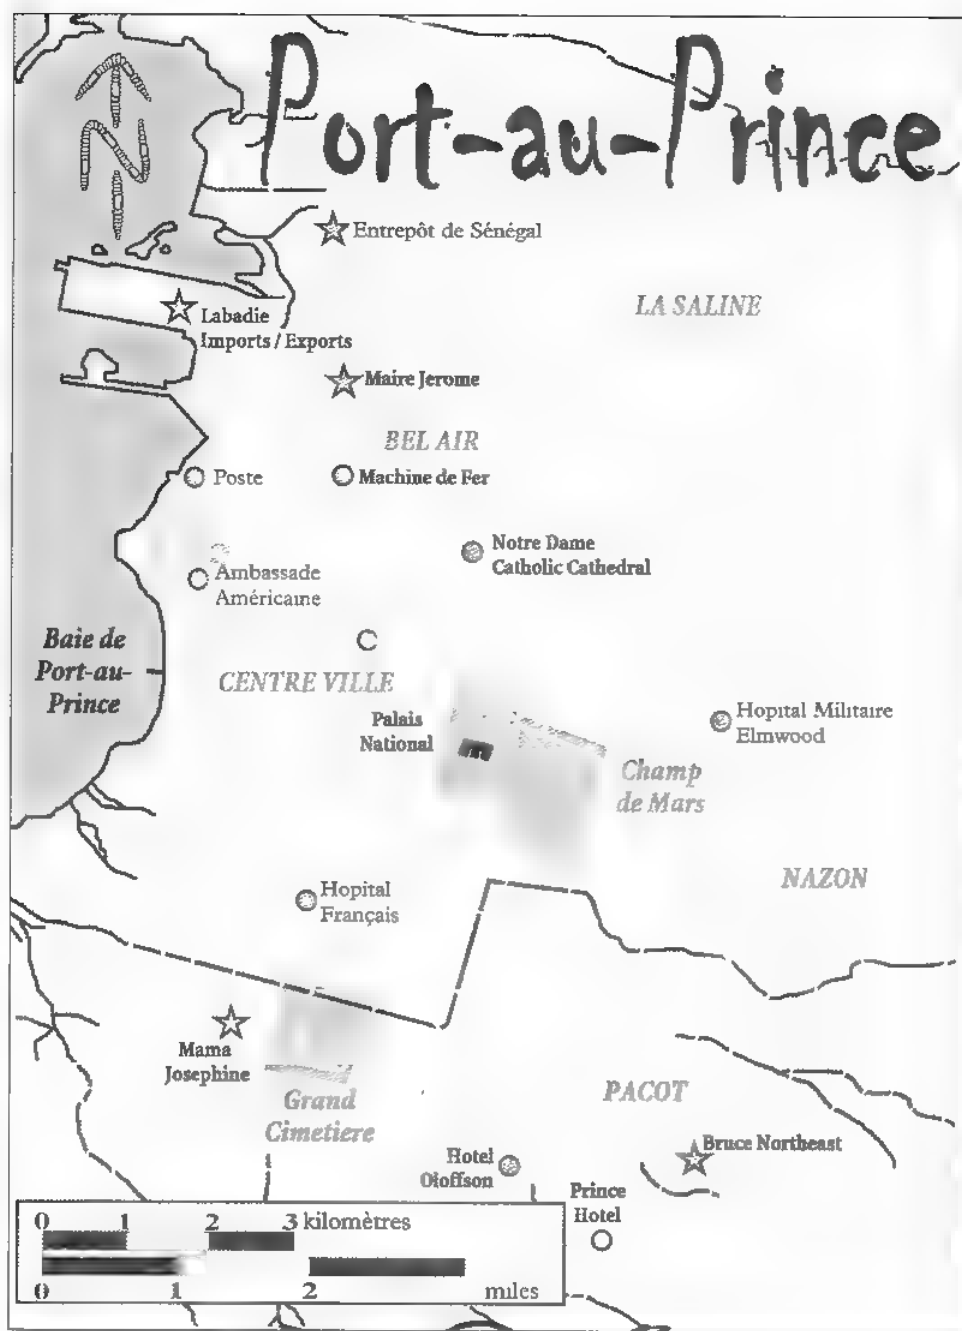 Port-au-Prince
N
Entrepôt de Sénégal
LA SALINE
Labadie
Imports / Exports
Maire Jerome
BEL AIR
Poste
Machine de Fer
Notre Dame
Catholic Cathedral
Ambassade
Américaine
Baie de
Port-au-
Prince
CENTRE VILLE
Palais
National
Hopital Militaire
Elmwood
Champ
de Mars
NAZON
Hopital
Français
Mama
Josephine
Grand
Cimetiere
PACOT
Bruce Northeast
Hotel
Oloffson
Prince
Hotel
0 1 2 3 kilomètres
0 1 2 miles